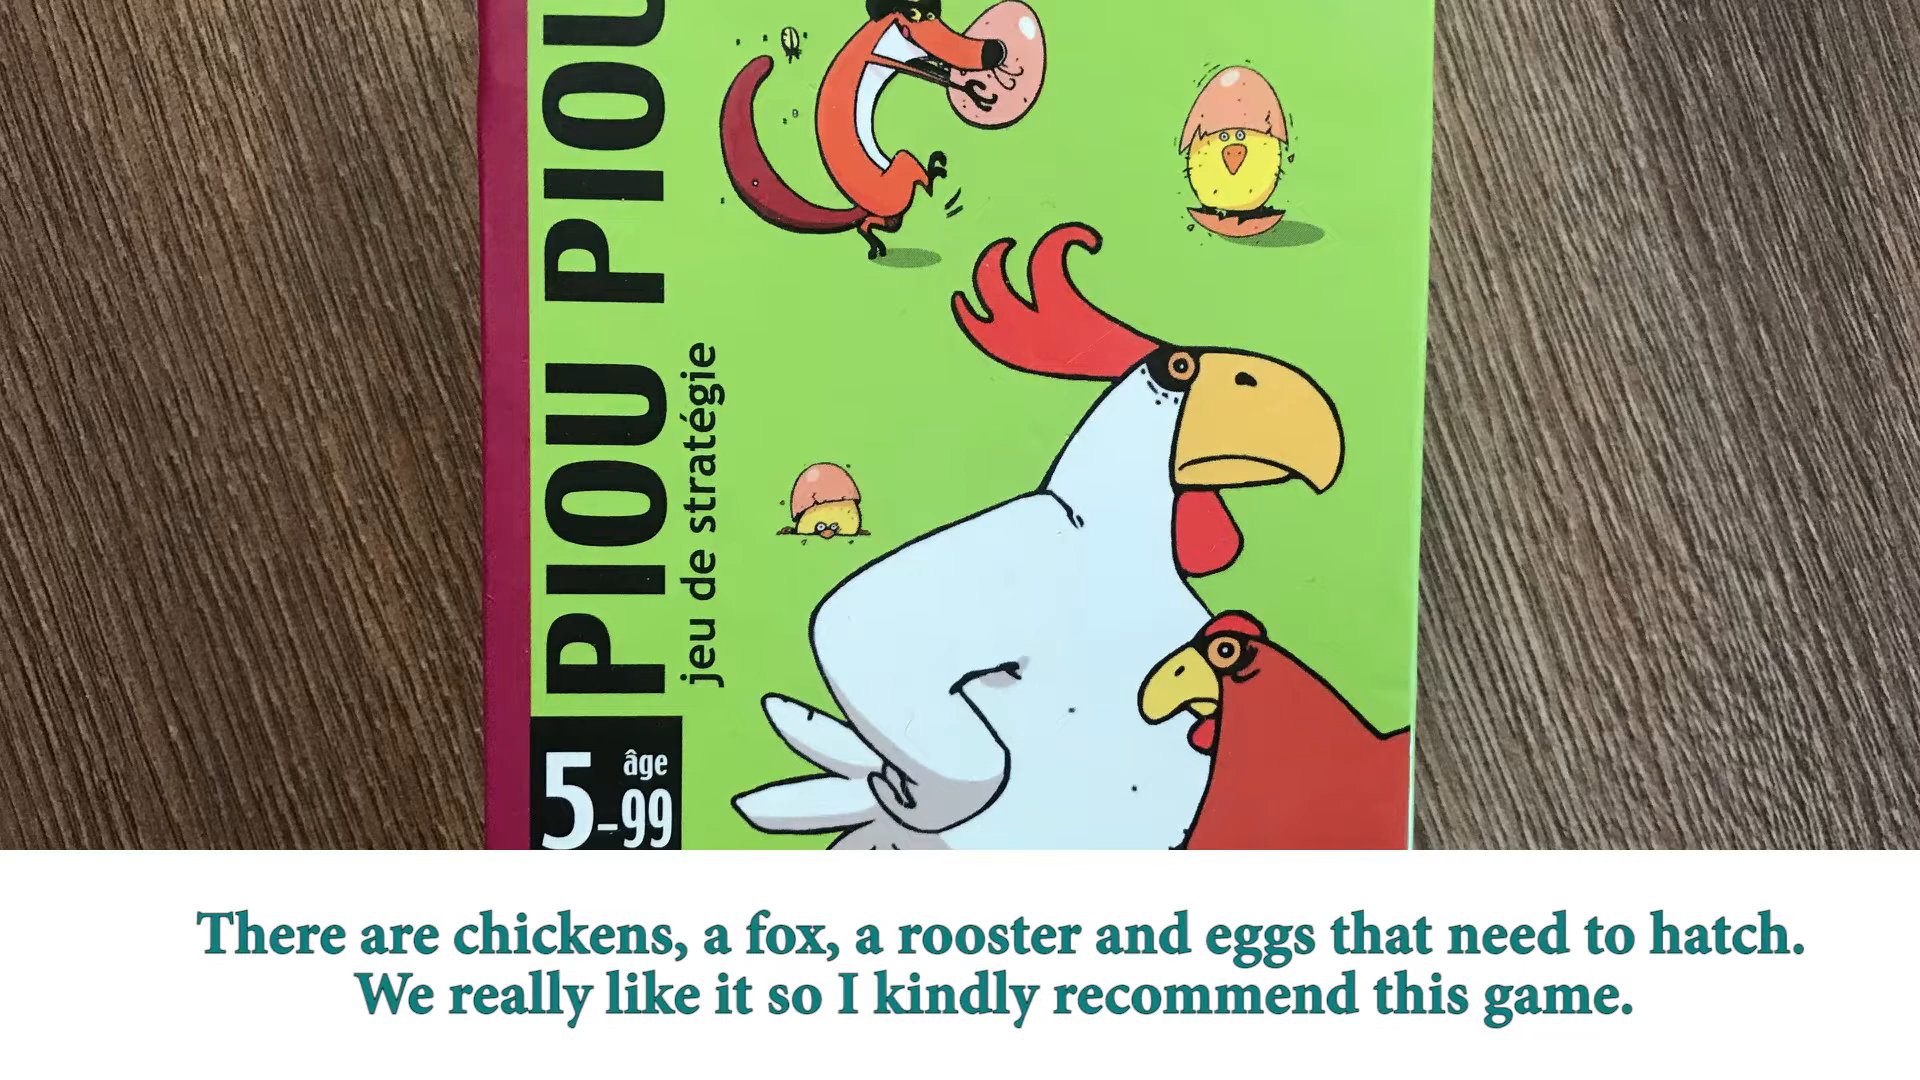 PIOU PIOU
jeu de stratégie
âge
5-99
There are chickens, a fox, a rooster and eggs that need to hatch.
We really like it so I kindly recommend this game.